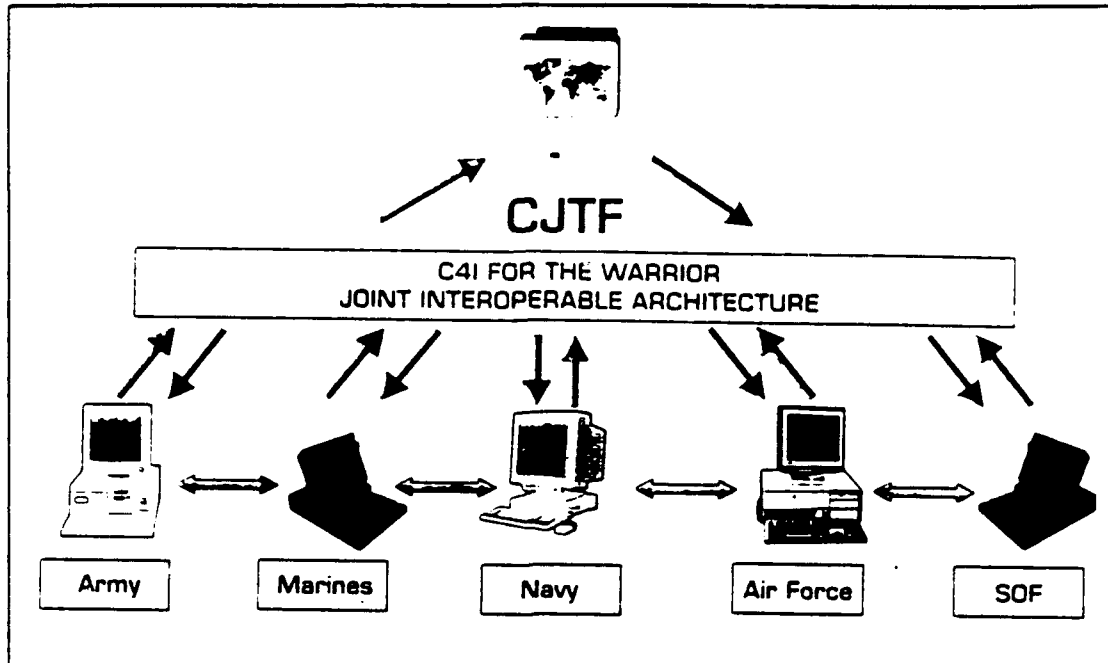 CJTF
C4I FOR THE WARRIOR
JOINT INTEROPERABLE ARCHITECTURE
Army
Marines
Navy
Air Force
SOF